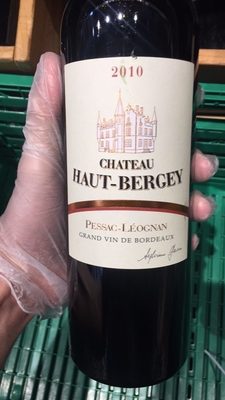 2010
CHATEAU
HAUT-BERGEY
PESSAC-LÉOGNAN
GRAND VIN DE BORDEAUX